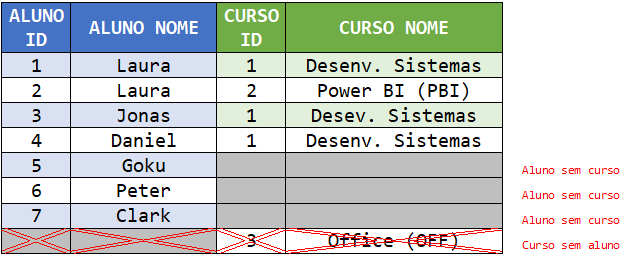 ALUNO ID ALUNO NOME CURSO ID CURSO NOME
1 Laura 1 Desenv. Sistemas
2 Laura 2 Power BI (PBI)
3 Jonas 1 Desev. Sistemas
4 Daniel 1 Desenv. Sistemas
5 Goku Aluno sem curso
6 Peter Aluno sem curso
7 Clark Aluno sem curso
3 Office (OFF) Curso sem aluno